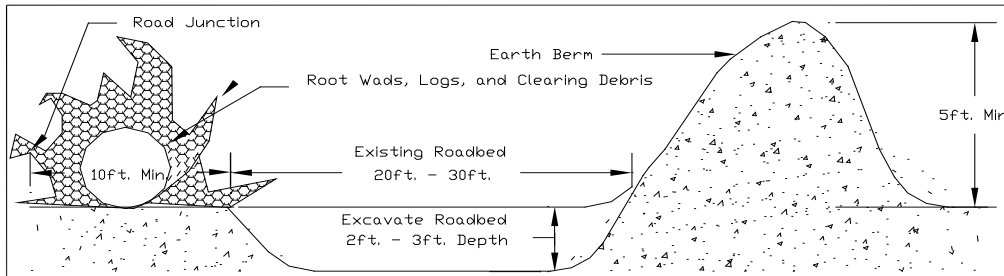 Road Junction
Earth Berm
Root Wads, Logs, and Clearing Debris
5ft. Min
Existing Roadbed
10ft. Min.
20ft. - 30ft.
Excavate Roadbed
2ft. - 3ft. Depth